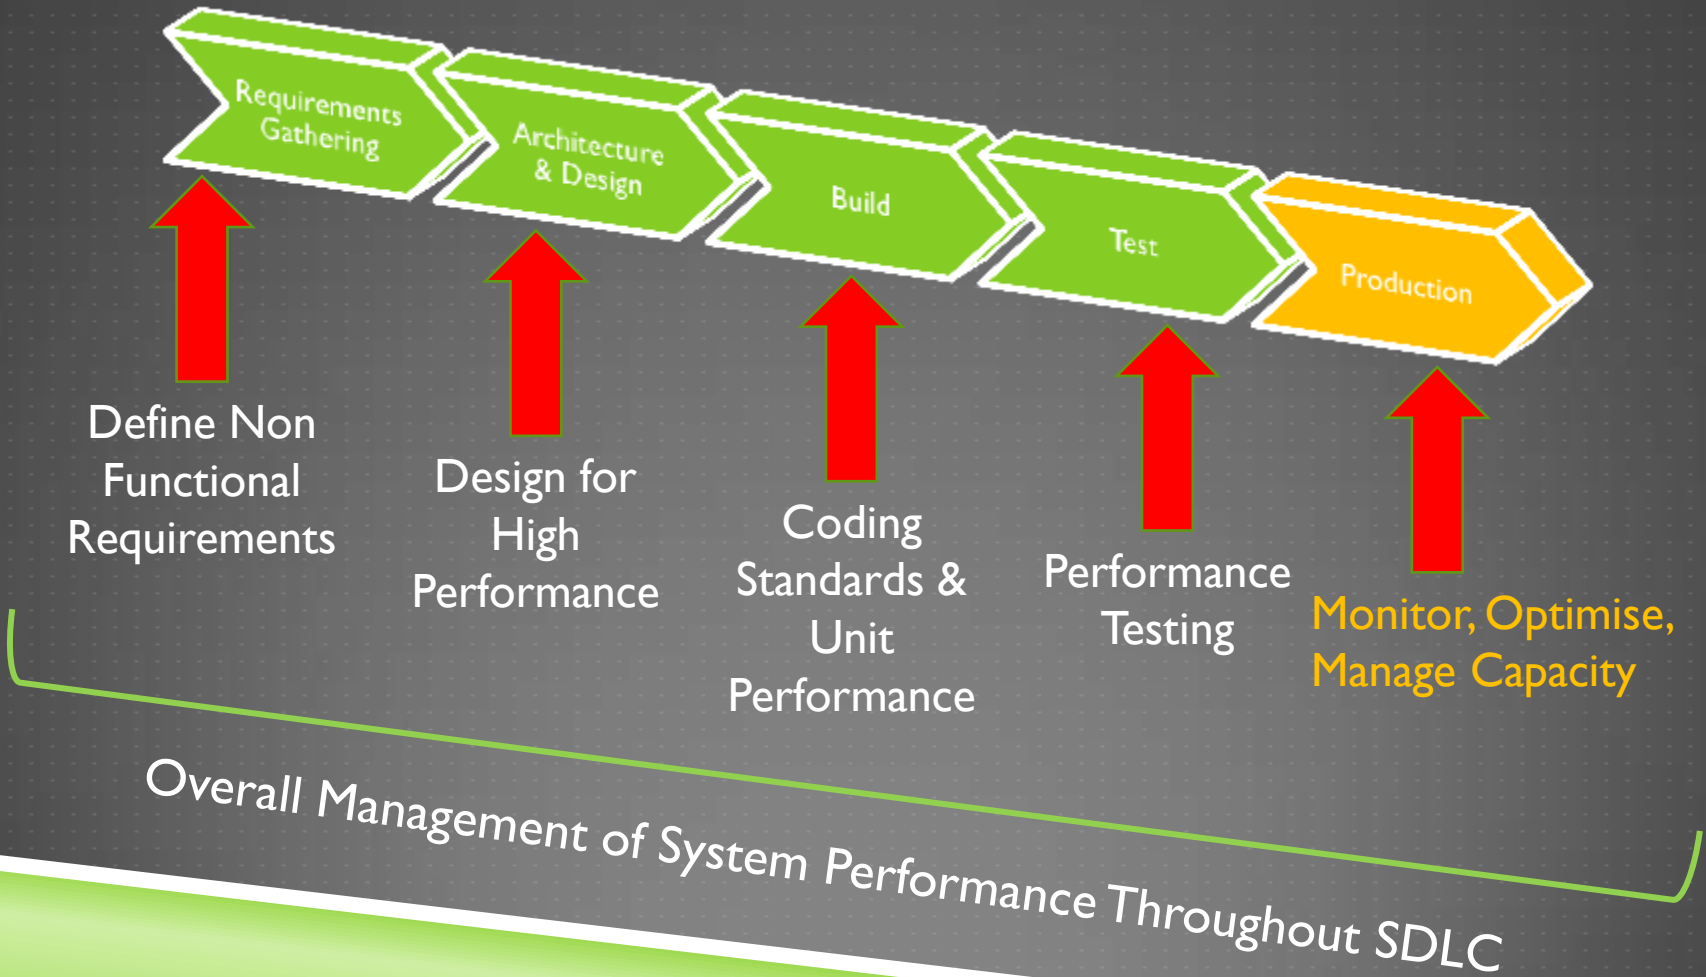 Requirements
Gathering
Architecture
& Design
Build
Test
Production
Define Non
Functional
Requirements
Design for
High
Performance
Coding
Standards &
Unit
Performance
Performance
Testing
Monitor, Optimise,
Manage Capacity
Overall Management of System Performance Throughout SDLC